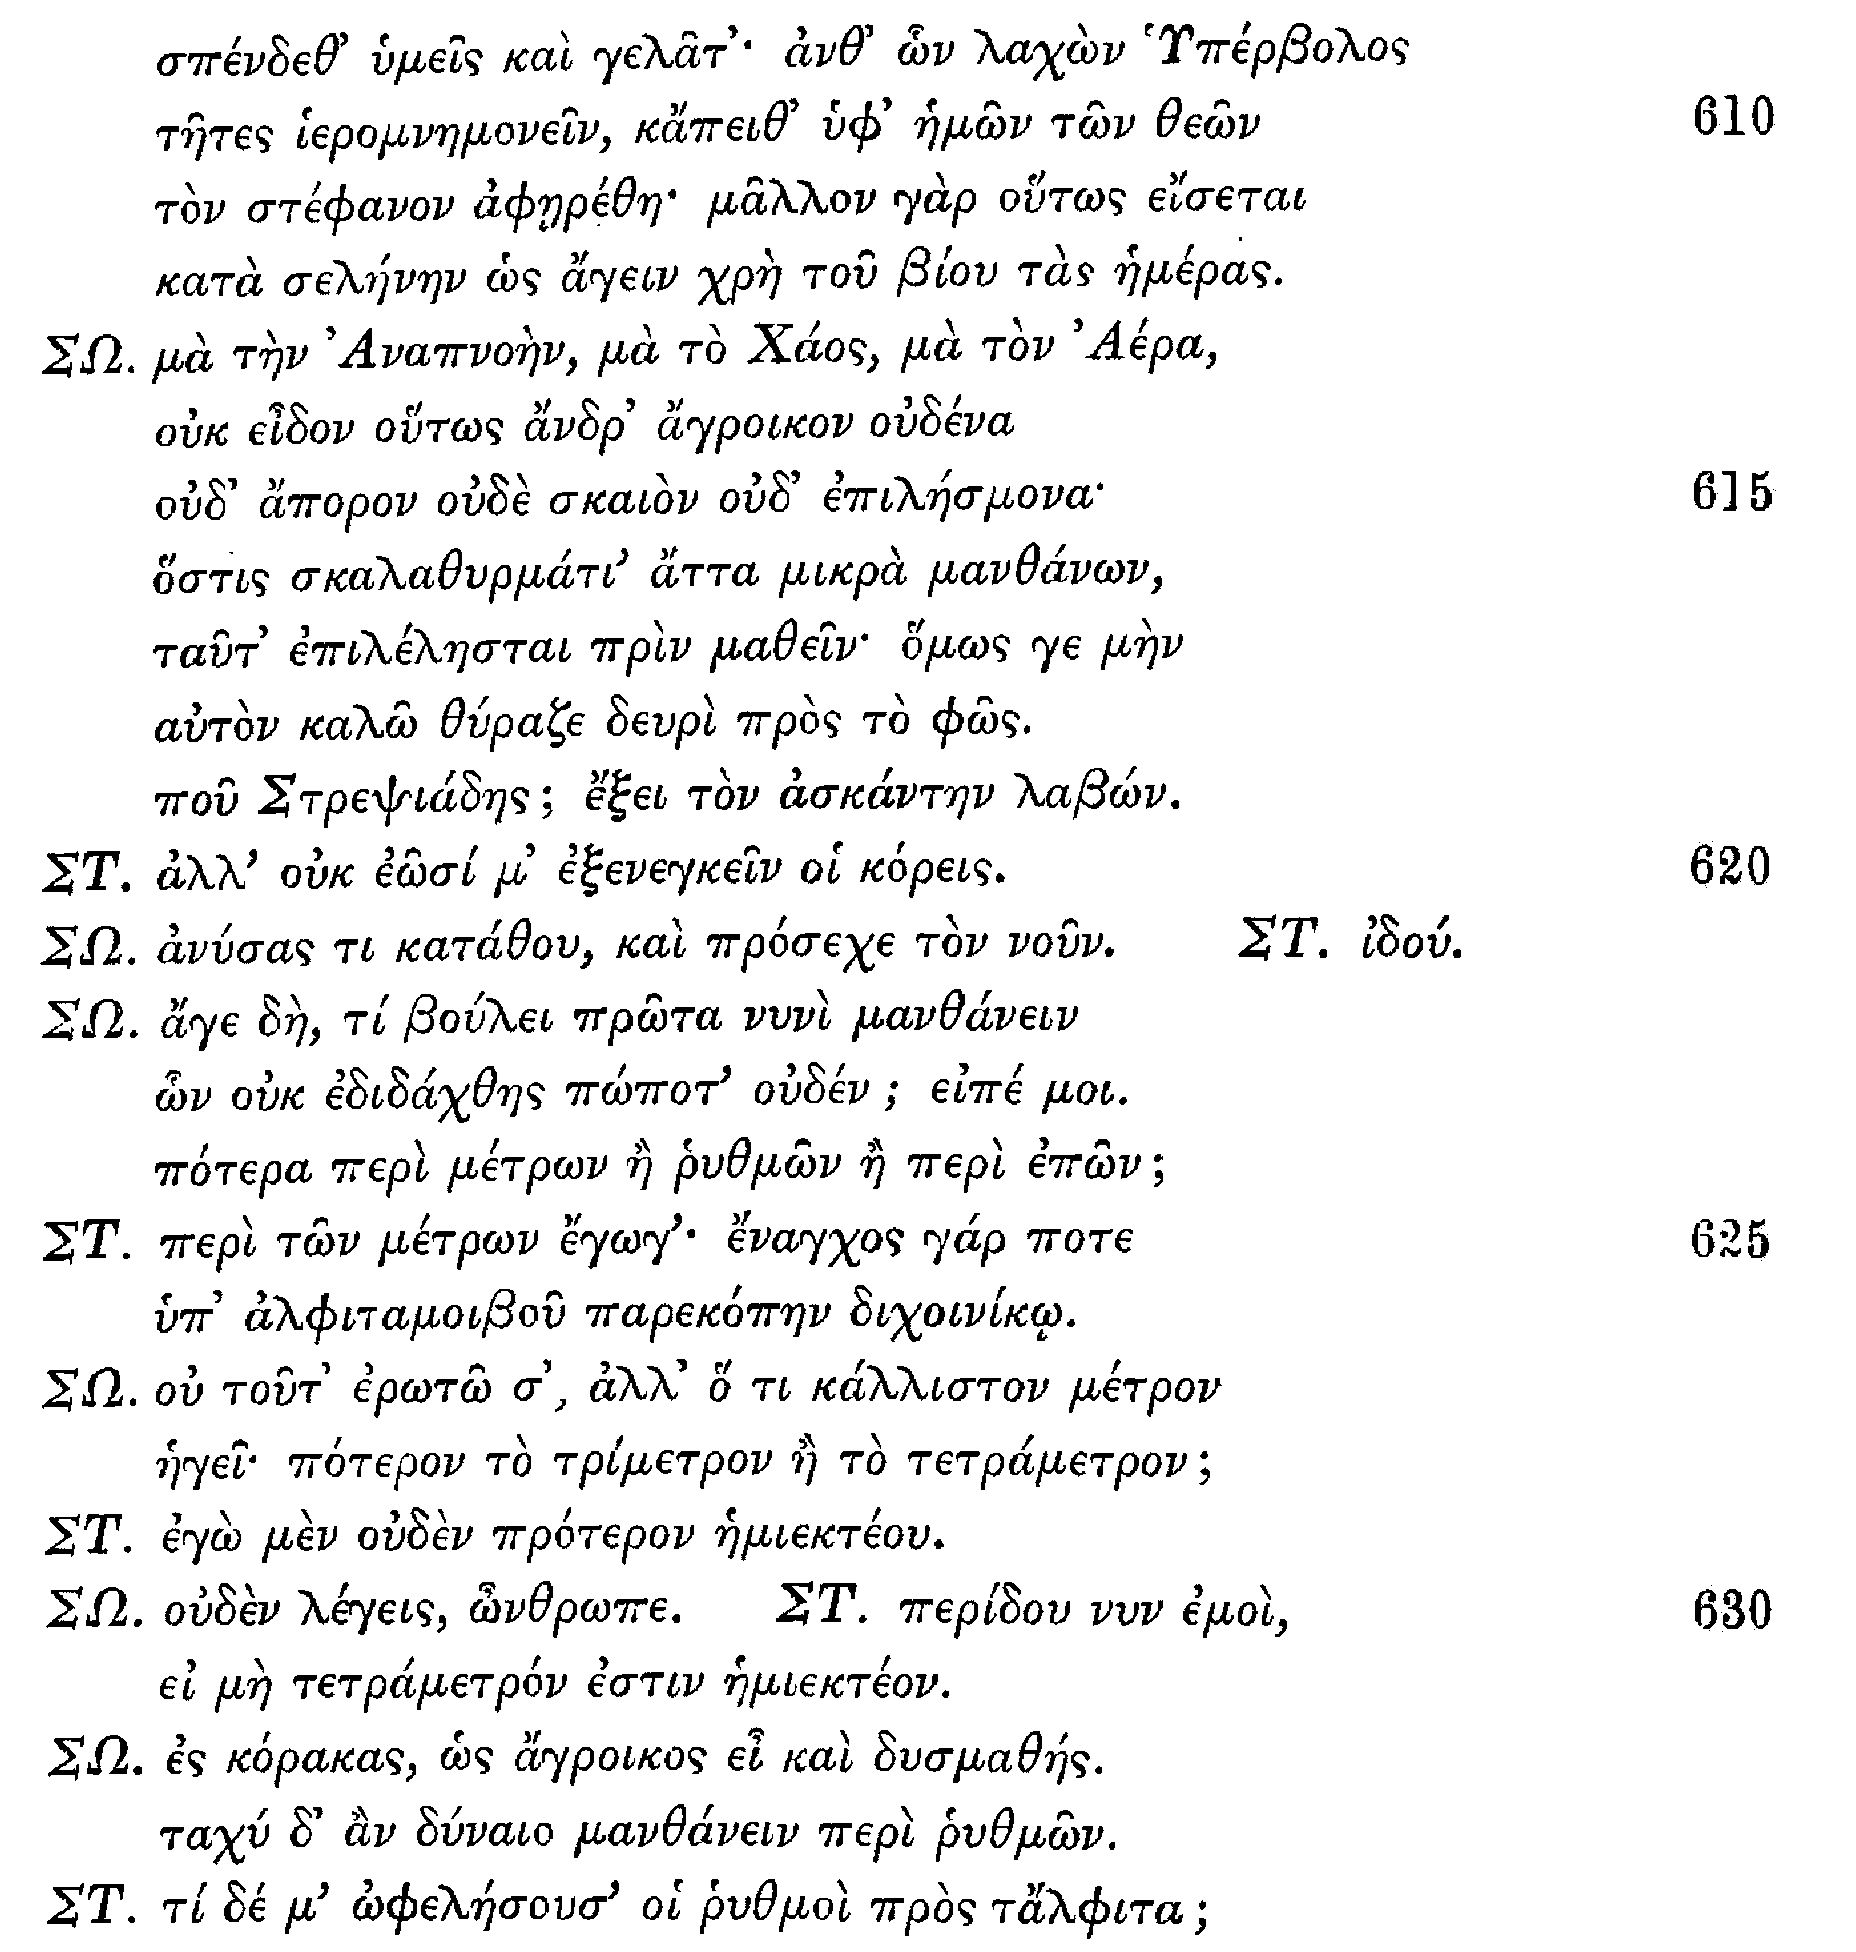 σπένδεθ’ ὑμεῖς καὶ γελᾶτ’· ἀνθ’ ὧν λαχὼν Ὑπέρβολος
τῆτες ἱερομνημονεῖν, κἄπειθ’ ὑφ’ ἡμῶν τῶν θεῶν 610
τὸν στέφανον ἀφῃρέθη· μᾶλλον γὰρ οὕτως εἴσεται
κατὰ σελήνην ὡς ἄγειν χρὴ τοῦ βίου τὰς ἡμέρας.
ΣΩ. μὰ τὴν Ἀναπνοὴν, μὰ τὸ Χάος, μὰ τὸν Ἀέρα,
οὐκ εἶδον οὕτως ἄνδρ’ ἄγροικον οὐδένα
οὐδ’ ἄπορον οὐδὲ σκαιὸν οὐδ’ ἐπιλήσμονα· 615
ὅστις σκαλαθυρμάτι’ ἄττα μικρὰ μανθάνων,
ταῦτ’ ἐπιλέλησται πρὶν μαθεῖν· ὅμως γε μὴν
αὐτὸν καλῶ θύραζε δευρὶ πρὸς τὸ φῶς.
ποῦ Στρεψιάδης; ἔξει τὸν ἀσκάντην λαβών.
ΣΤ. ἀλλ’ οὐκ ἐῶσί μ’ ἐξενεγκεῖν οἱ κόρεις. 620
ΣΩ. ἀνύσας τι κατάθου, καὶ πρόσεχε τὸν νοῦν. ΣΤ. ἰδού.
ΣΩ. ἄγε δὴ, τί βούλει πρῶτα νυνὶ μανθάνειν
ὧν οὐκ ἐδιδάχθης πώποτ’ οὐδέν; εἰπέ μοι.
πότερα περὶ μέτρων ἢ ῥυθμῶν ἢ περὶ ἐπῶν;
ΣΤ. περὶ τῶν μέτρων ἔγωγ’· ἔναγχος γάρ ποτε 625
ὑπ’ ἀλφιταμοιβοῦ παρεκόπην διχοινίκῳ.
ΣΩ. οὐ τοῦτ’ ἐρωτῶ σ’, ἀλλ’ ὅ τι κάλλιστον μέτρον
ἡγεῖ· πότερον τὸ τρίμετρον ἢ τὸ τετράμετρον;
ΣΤ. ἐγὼ μὲν οὐδὲν πρότερον ἡμιεκτέου.
ΣΩ. οὐδὲν λέγεις, ὦνθρωπε. ΣΤ. περίδου νυν ἐμοὶ, 630
εἰ μὴ τετράμετρόν ἐστιν ἡμιεκτέον.
ΣΩ. ἐς κόρακας, ὡς ἄγροικος εἶ καὶ δυσμαθής.
ταχύ δ’ ἂν δύναιο μανθάνειν περὶ ῥυθμῶν.
ΣΤ. τί δέ μ’ ὠφελήσουσ’ οἱ ῥυθμοὶ πρὸς τἄλφιτα;